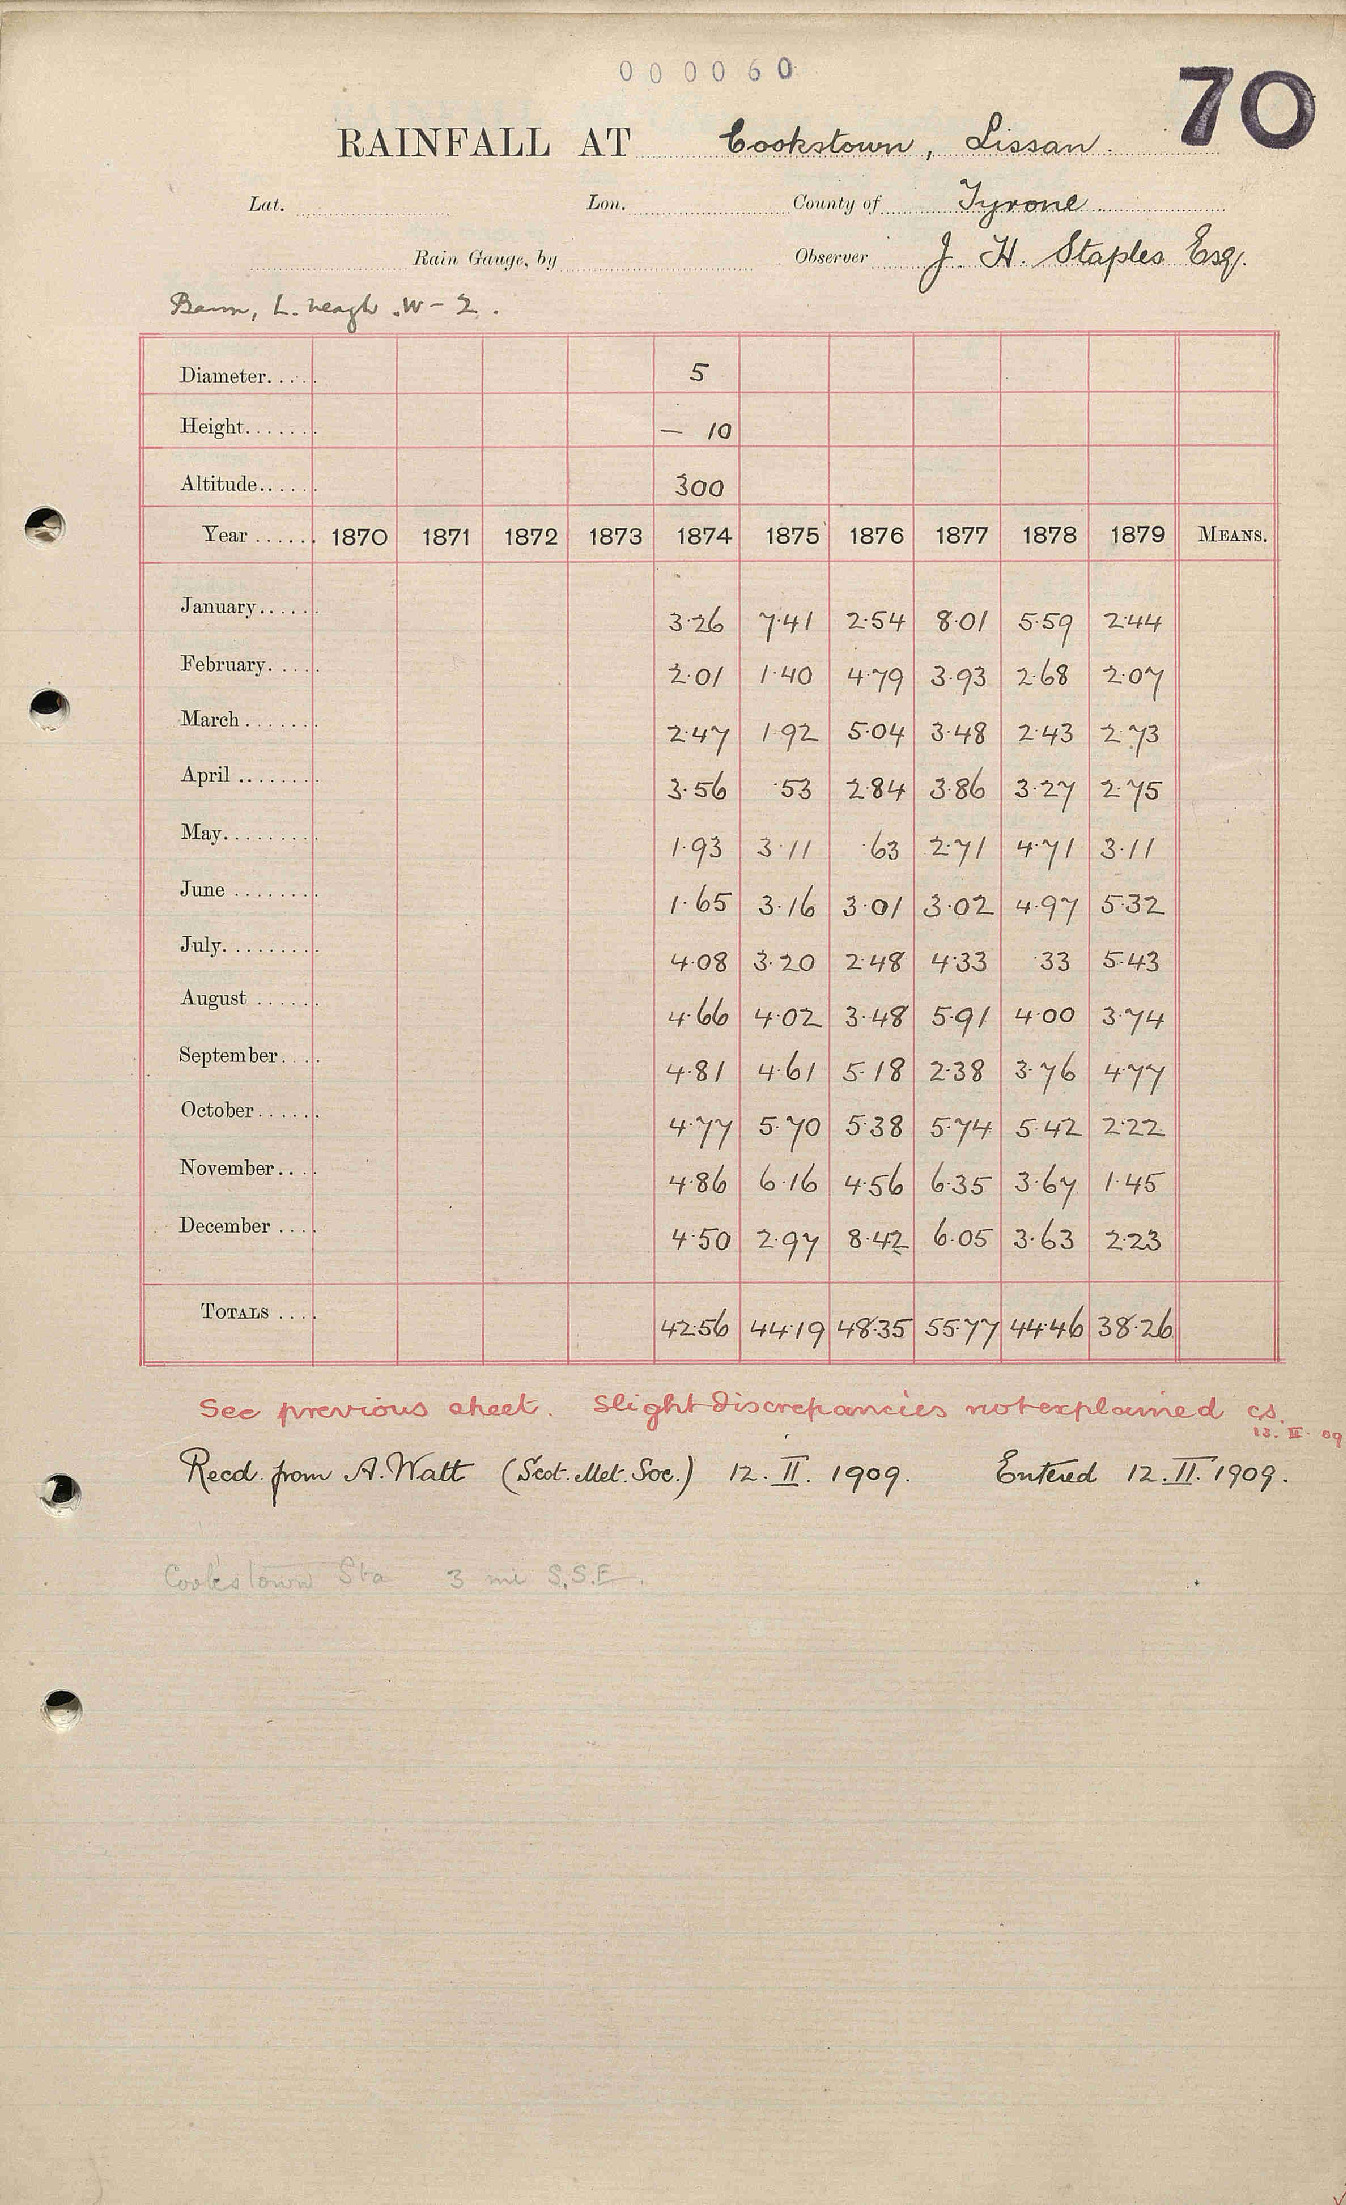 000060
70
RAINFALL AT Cookstown, Lissan.
Lat. Lon. County of Tyrone
Rain Gauge, by Observer J. H. Staples Esq.
Bann, L. Neagh .W-2.
Diameter..... 5
Height....... — 10
Altitude...... 300
Year ...... 1870 1871 1872 1873 1874 1875 1876 1877 1878 1879 MEANS.
January...... 3.26 7.41 2.54 8.01 5.59 2.44
February..... 2.01 1.40 4.79 3.93 2.68 2.07
March....... 2.47 1.92 5.04 3.48 2.43 2.73
April ........ 3.56 .53 2.84 3.86 3.27 2.75
May......... 1.93 3.11 .63 2.71 4.71 3.11
June ........ 1.65 3.16 3.01 3.02 4.97 5.32
July......... 4.08 3.20 2.48 4.33 .33 5.43
August ...... 4.66 4.02 3.48 5.91 4.00 3.74
September.... 4.81 4.61 5.18 2.38 3.76 4.77
October...... 4.77 5.70 5.38 5.74 5.42 2.22
November.... 4.86 6.16 4.56 6.35 3.67 1.45
December .... 4.50 2.97 8.42 6.05 3.63 2.23
TOTALS .... 42.56 44.19 48.35 55.77 44.46 38.26
See previous sheet. Slight discrepancies not explained CS.
13. II. 09
Recd. from A. Watt (Scot. Met. Soc.) 12. II. 1909. Entered 12. II. 1909.
Cookstown Sta 3 mi S.S.E.